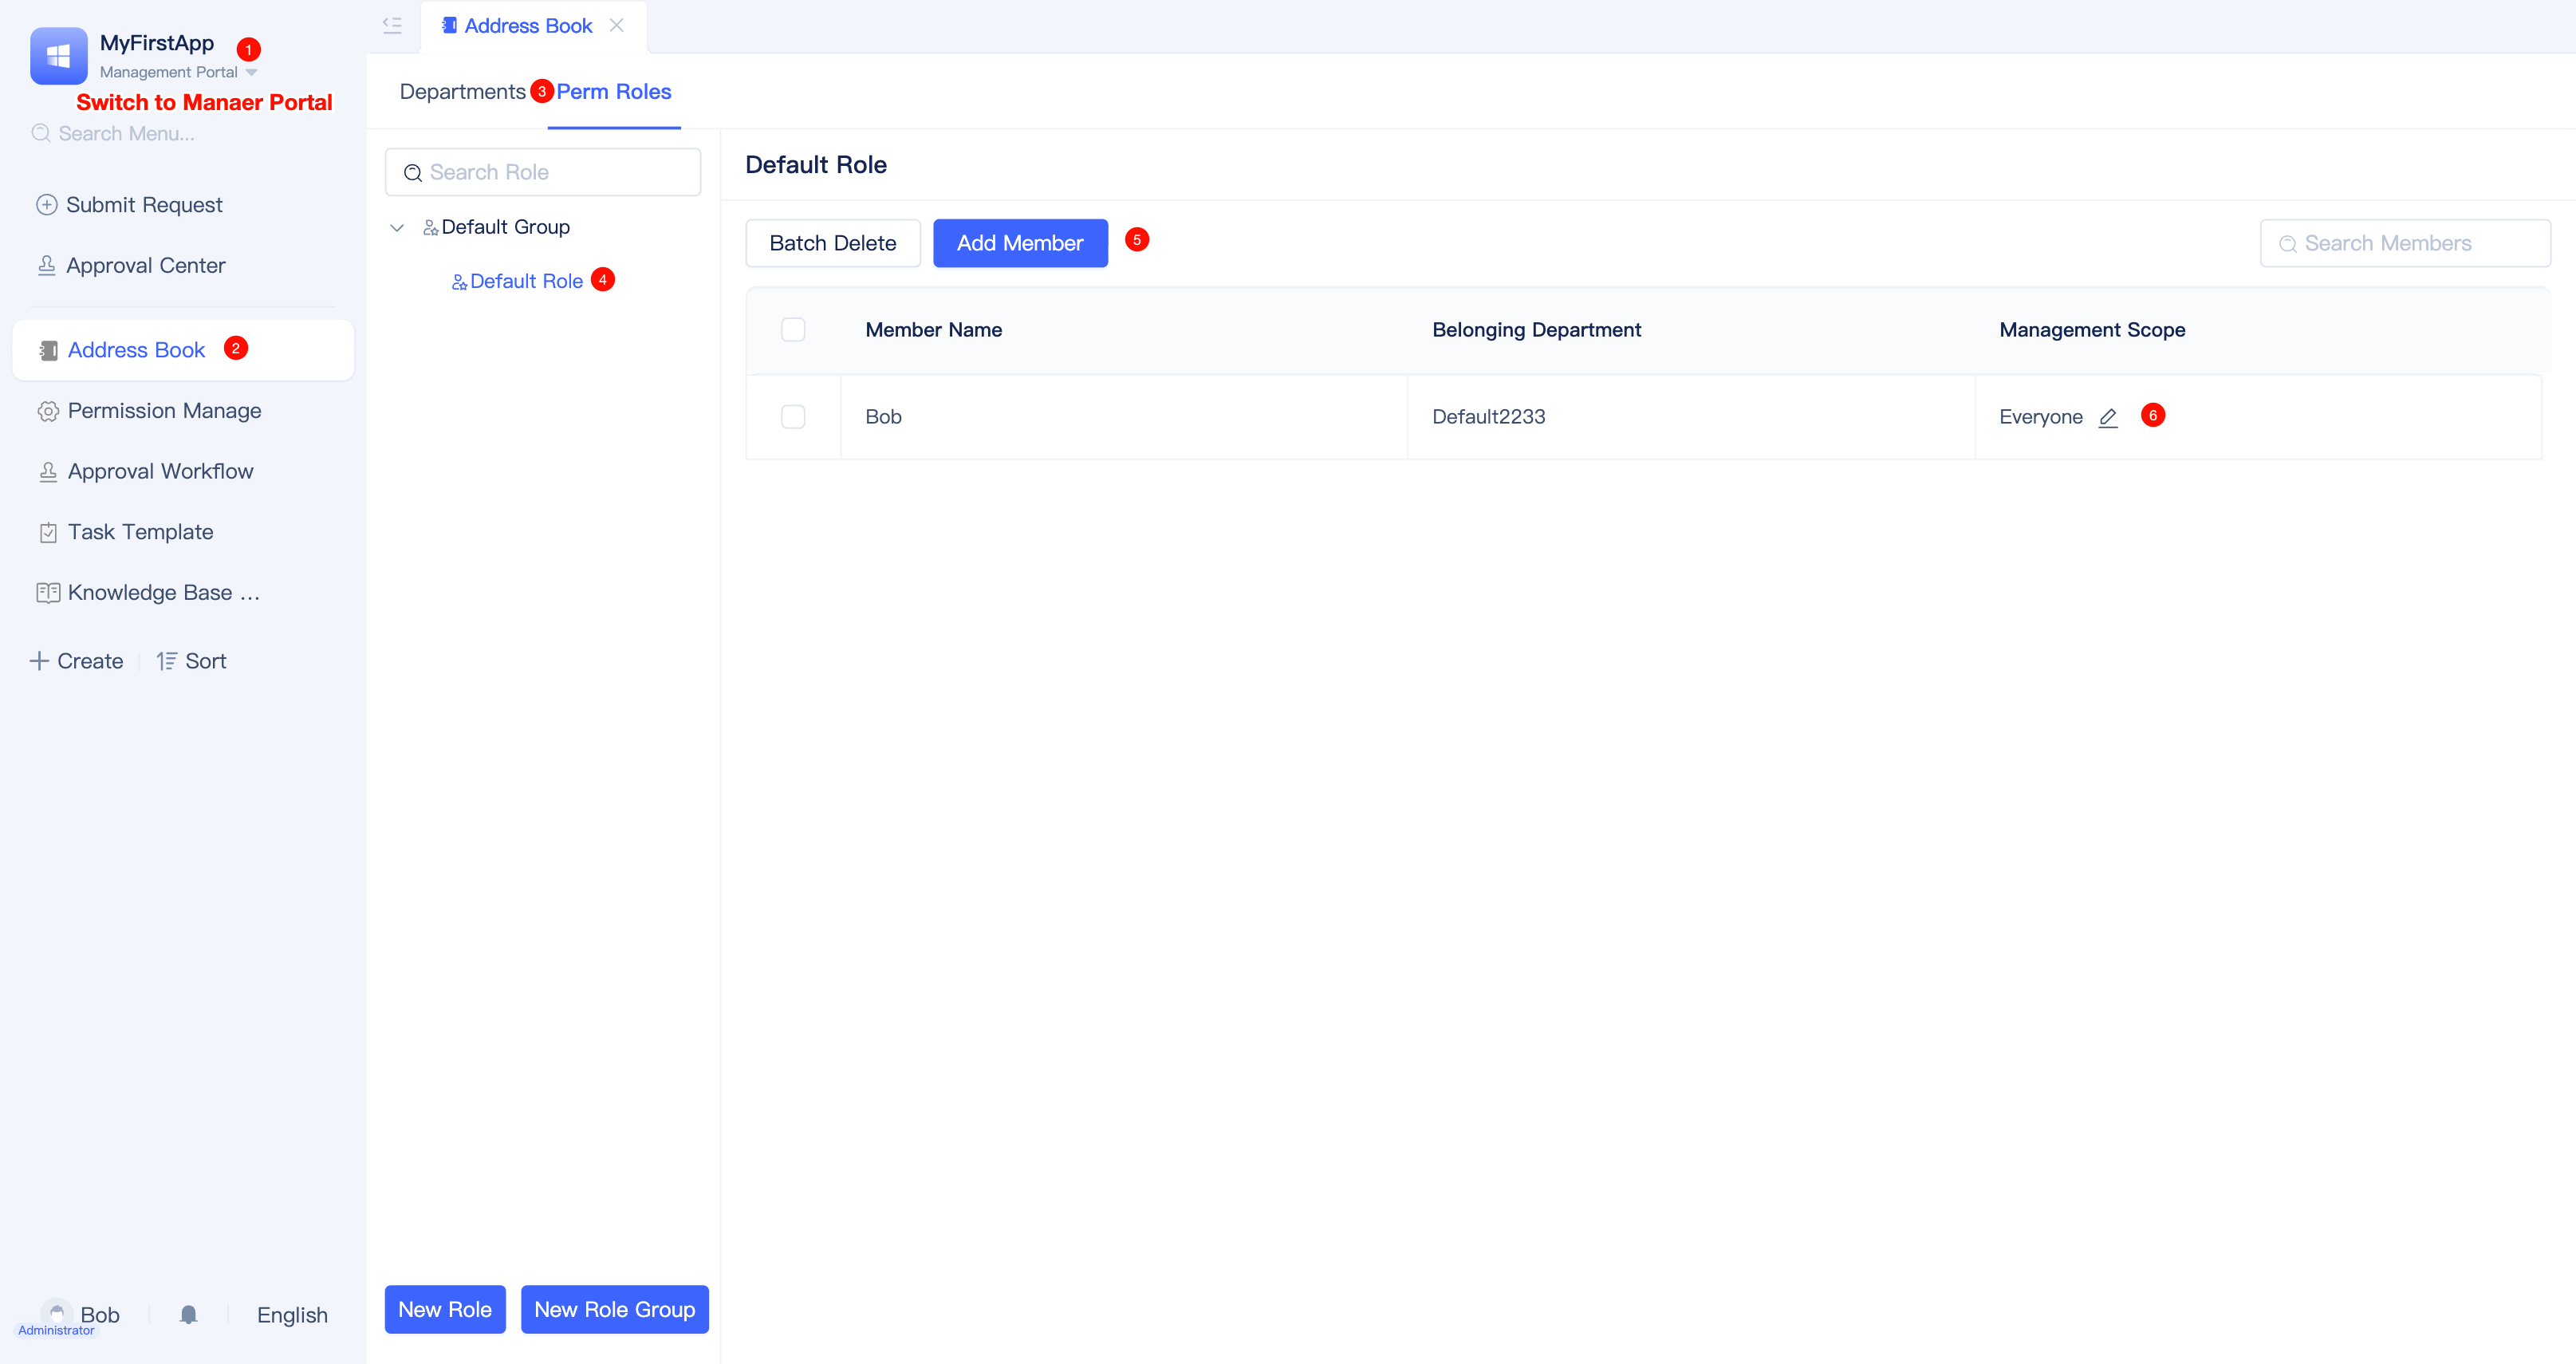 MyFirstApp 1
Management Portal
Switch to Manaer Portal
Search Menu...
Submit Request
Approval Center
Address Book 2
Permission Manage
Approval Workflow
Task Template
Knowledge Base ...
Create
Sort
Bob
Administrator
English
Address Book
Departments 3 Perm Roles
Search Role
Default Group
Default Role 4
New Role
New Role Group
Default Role
Batch Delete
Add Member 5
Search Members
Member Name
Belonging Department
Management Scope
Bob
Default2233
Everyone 6